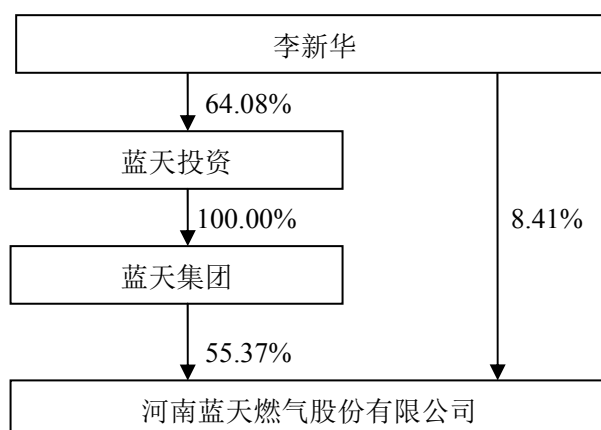 李新华
64.08%
蓝天投资
100.00%
8.41%
蓝天集团
55.37%
河南蓝天燃气股份有限公司